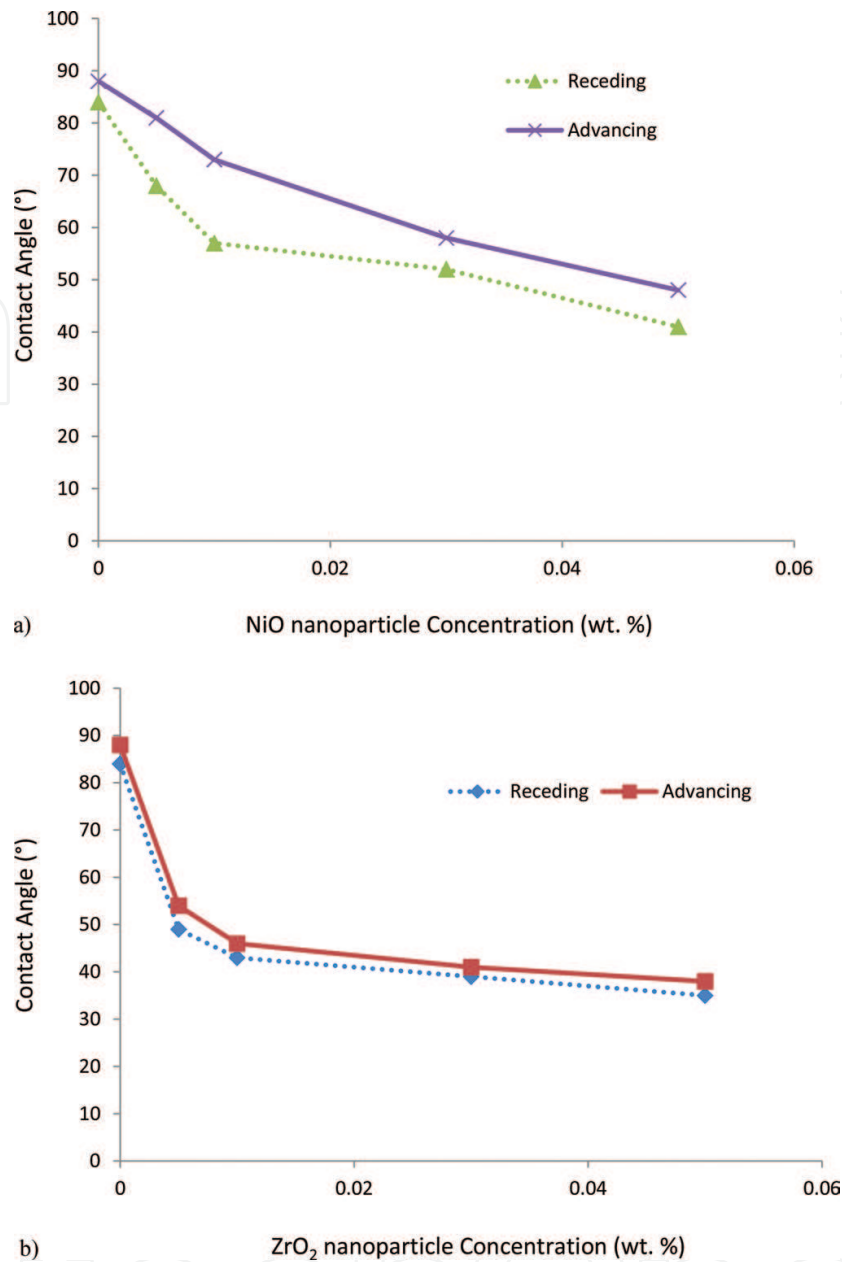 100
90
80
70
60
50
40
30
20
10
0
Contact Angle (°)
Receding
Advancing
0 0.02 0.04 0.06
a) NiO nanoparticle Concentration (wt. %)
100
90
80
70
60
50
40
30
20
10
0
Contact Angle (°)
Receding Advancing
0 0.02 0.04 0.06
b) ZrO₂ nanoparticle Concentration (wt. %)